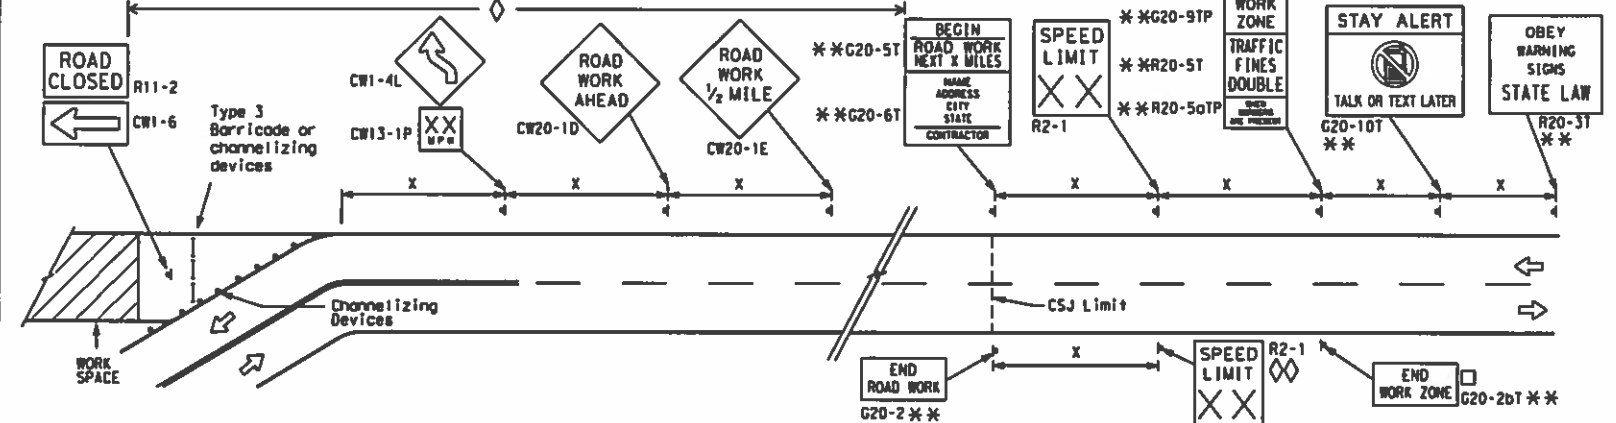 ROAD
CLOSED
R11-2
CW1-6
Type 3
Barricade or
channelizing
devices
CW1-4L
XX
MPH
CW13-1P
ROAD
WORK
AHEAD
CW20-1D
ROAD
WORK
1/2 MILE
CW20-1E
* *G20-5T
BEGIN
ROAD WORK
NEXT X MILES
* *G20-6T
NAME
ADDRESS
CITY
STATE
CONTRACTOR
SPEED
LIMIT
X X
R2-1
* *G20-9TP
WORK
ZONE
* *R20-5T
TRAFFIC
FINES
DOUBLE
* *R20-5aTP
WHEN
WORKERS
ARE PRESENT
STAY ALERT
TALK OR TEXT LATER
G20-10T
* *
OBEY
WARNING
SIGNS
STATE LAW
R20-3T
* *
X
X
X
X
X
X
X
Channelizing
Devices
WORK
SPACE
CSJ Limit
END
ROAD WORK
G20-2 * *
X
SPEED
LIMIT
X X
R2-1
END
WORK ZONE
G20-2bT * *